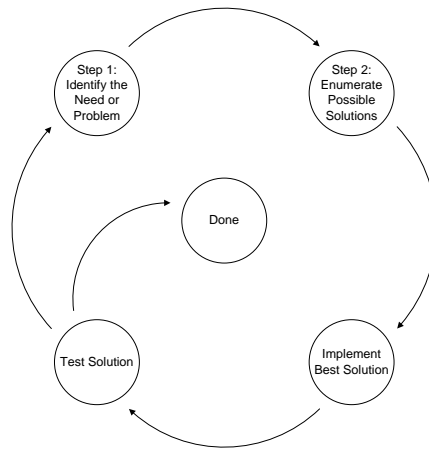 Step 1:
Identify the
Need or
Problem
Step 2:
Enumerate
Possible
Solutions
Done
Test Solution
Implement
Best Solution